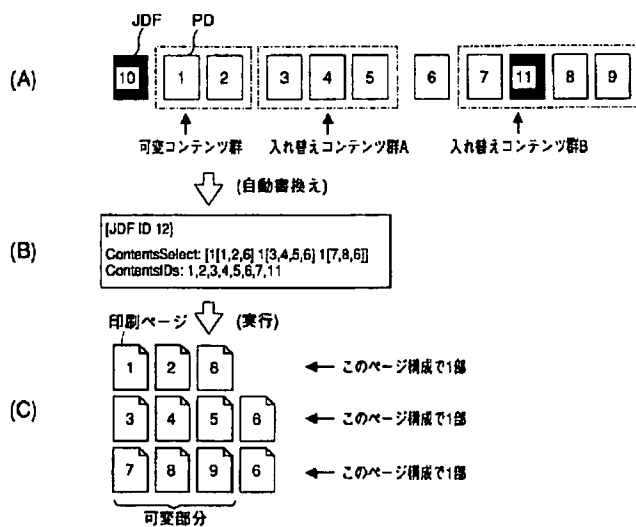 JDF PD
(A) 10 1 2 3 4 5 6 7 11 8 9
可変コンテンツ群 入れ替えコンテンツ群A 入れ替えコンテンツ群B
(自動書換え)
[JDF ID 12]
(B)
ContentsSelect: [1[1,2,6] 1[3,4,5,6] 1[7,8,6]]
ContentsIDs: 1,2,3,4,5,6,7,11
印刷ページ (実行)
1 2 6 このページ構成で1部
(C) 3 4 5 6 このページ構成で1部
7 8 9 6 このページ構成で1部
可変部分